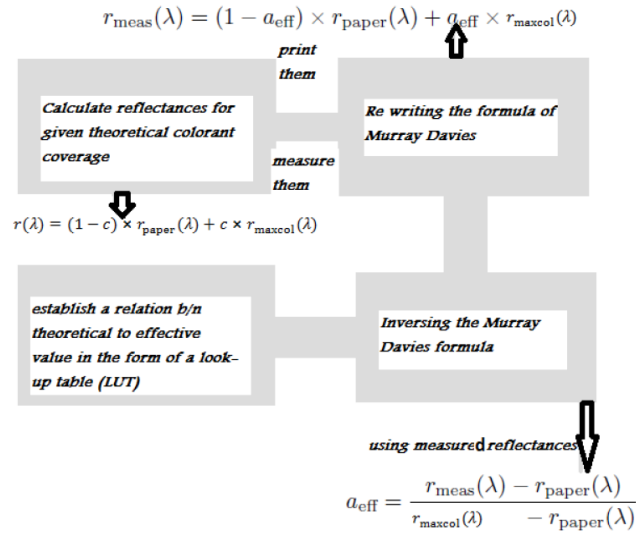 r_meas(λ) = (1 − a_eff) × r_paper(λ) + a_eff × r_maxcol(λ)
print
them
Calculate reflectances for
given theoretical colorant
coverage
Re writing the formula of
Murray Davies
measure
them
r(λ) = (1 − c) × r_paper(λ) + c × r_maxcol(λ)
establish a relation b/n
theoretical to effective
value in the form of a look-
up table (LUT)
Inversing the Murray
Davies formula
using measured reflectances
a_eff = 
r_meas(λ) − r_paper(λ)
r_maxcol(λ) − r_paper(λ)